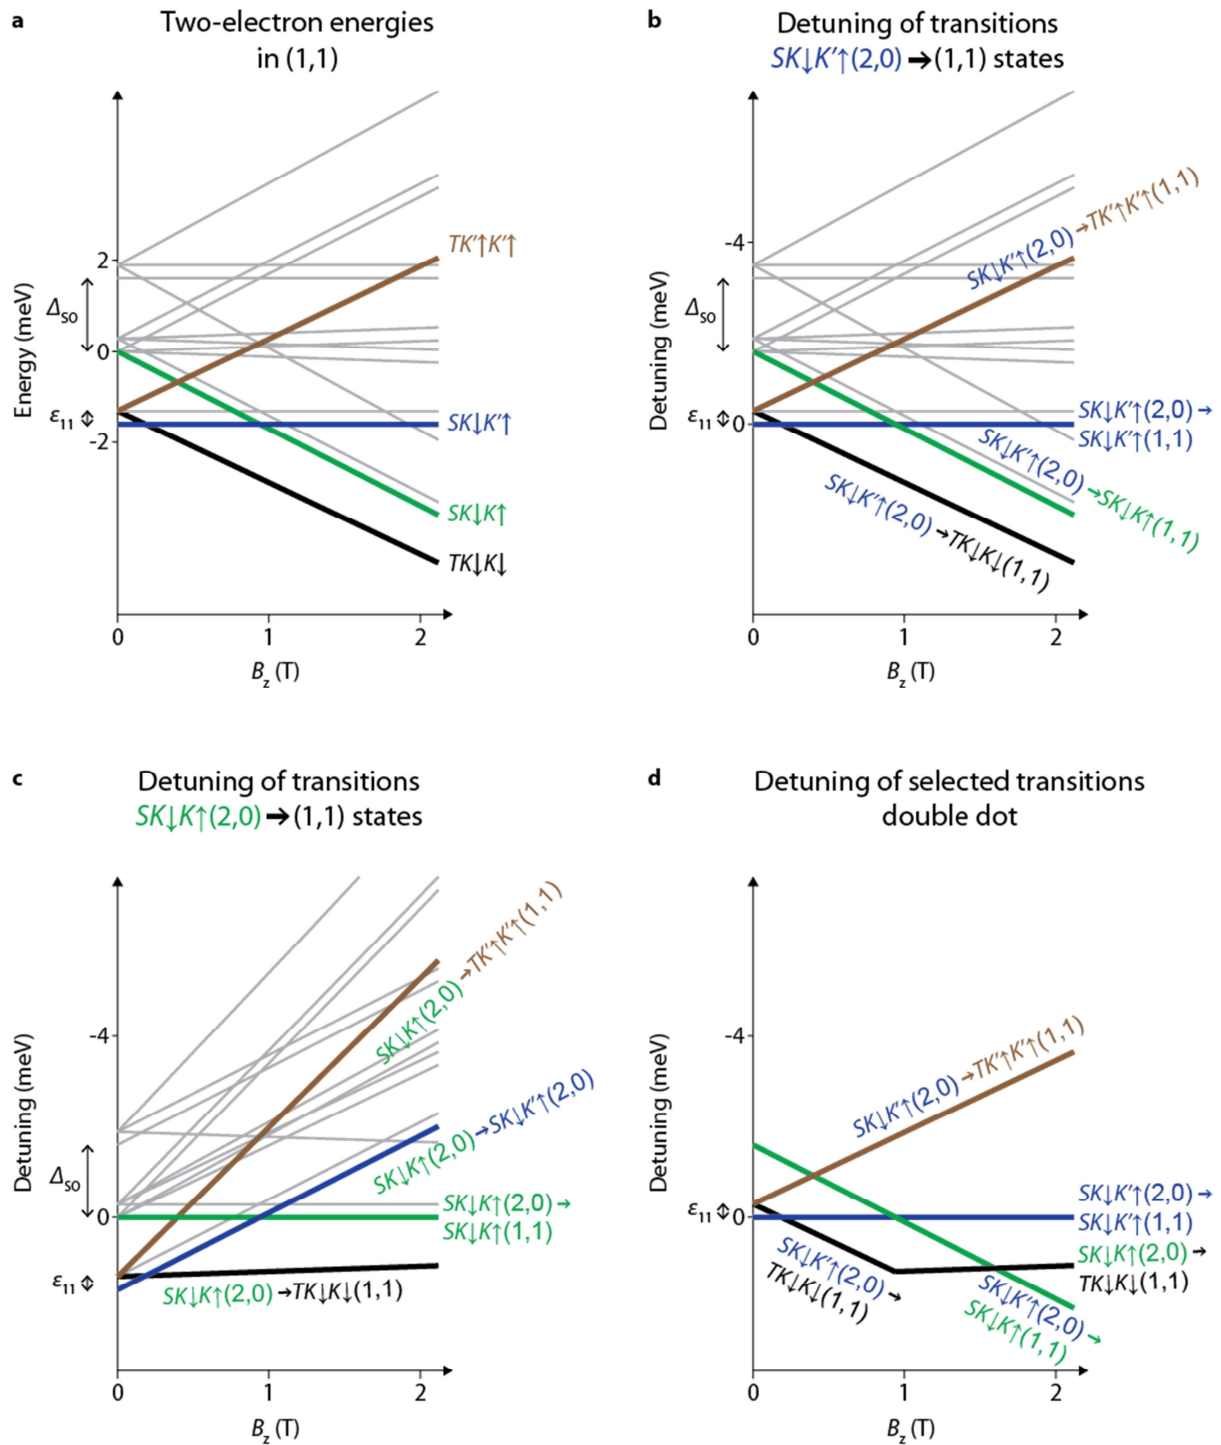 a
Two-electron energies
in (1,1)
Energy (meV)
2
0
-2
Δso
ε11
TK'↑K'↑
SK↓K'↑
SK↓K↑
TK↓K↓
0
1
2
Bz (T)
b
Detuning of transitions
SK↓K'↑(2,0) → (1,1) states
Detuning (meV)
-4
Δso
ε11
0
SK↓K'↑(2,0) → TK'↑K'↑(1,1)
SK↓K'↑(2,0) →
SK↓K'↑(1,1)
SK↓K'↑(2,0) → SK↓K↑(1,1)
SK↓K'↑(2,0) → TK↓K↓(1,1)
0
1
2
Bz (T)
c
Detuning of transitions
SK↓K↑(2,0) → (1,1) states
Detuning (meV)
-4
Δso
0
ε11
SK↓K↑(2,0) → TK'↑K'↑(1,1)
SK↓K↑(2,0) → SK↓K'↑(2,0)
SK↓K↑(2,0) →
SK↓K↑(1,1)
SK↓K↑(2,0) → TK↓K↓(1,1)
0
1
2
Bz (T)
d
Detuning of selected transitions
double dot
Detuning (meV)
-4
ε11
0
SK↓K'↑(2,0) → TK'↑K'↑(1,1)
SK↓K'↑(2,0) →
SK↓K'↑(1,1)
SK↓K↑(2,0) →
TK↓K↓(1,1)
SK↓K'↑(2,0) →
TK↓K↓(1,1)
SK↓K'↑(2,0) →
SK↓K↑(1,1)
0
1
2
Bz (T)